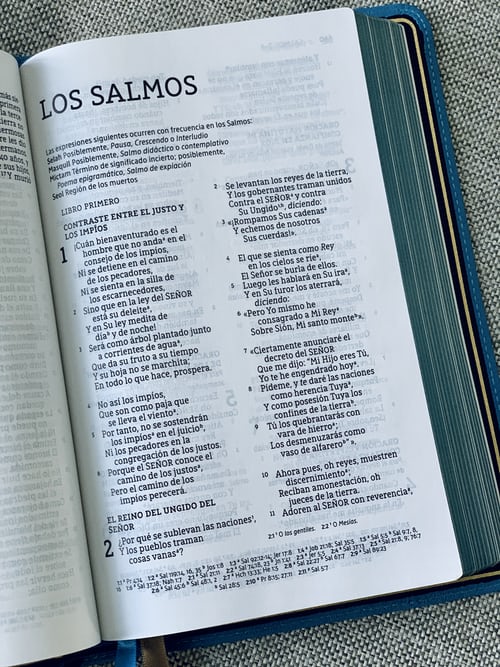 LOS SALMOS
Las expresiones siguientes ocurren con frecuencia en los Salmos:
Selah Posiblemente, Pausa, Crescendo o Interludio
Masquil Posiblemente, Salmo didáctico o contemplativo
Mictam Término de significado incierto; posiblemente,
Poema epigramático, Salmo de expiación
Seol Región de los muertos
LIBRO PRIMERO
CONTRASTE ENTRE EL JUSTO Y
LOS IMPÍOS
1 ¡Cuán bienaventurado es el
hombre que no anda en el
consejo de los impíos,
Ni se detiene en el camino
de los pecadores,
Ni se sienta en la silla de
los escarnecedores,
2 Sino que en la ley del SEÑOR
está su deleite,
Y en Su ley medita de
día y de noche!
3 Será como árbol plantado junto
a corrientes de agua,
Que da su fruto a su tiempo
Y su hoja no se marchita;
En todo lo que hace, prospera.
4 No así los impíos,
Que son como paja que
se lleva el viento.
5 Por tanto, no se sostendrán
los impíos en el juicio,
Ni los pecadores en la
congregación de los justos.
6 Porque el SEÑOR conoce el
camino de los justos,
Pero el camino de los
impíos perecerá.
EL REINO DEL UNGIDO DEL
SEÑOR
2 ¿Por qué se sublevan las naciones,
Y los pueblos traman
cosas vanas?
2 Se levantan los reyes de la tierra,
Y los gobernantes traman unidos
Contra el SEÑOR y contra
Su Ungido, diciendo:
3 «¡Rompamos Sus cadenas
Y echemos de nosotros
Sus cuerdas!».
4 El que se sienta como Rey
en los cielos se ríe,
El Señor se burla de ellos.
5 Luego les hablará en Su ira,
Y en Su furor los aterrará,
diciendo:
6 «Pero Yo mismo he
consagrado a Mi Rey
Sobre Sión, Mi santo monte».
7 «Ciertamente anunciaré el
decreto del SEÑOR
Que me dijo: "Mi Hijo eres Tú,
Yo te he engendrado hoy.
8 Pídeme, y te daré las naciones
como herencia Tuya,
Y como posesión Tuya los
confines de la tierra.
9 Tú los quebrantarás con
vara de hierro;
Los desmenuzarás como
vaso de alfarero"».
10 Ahora pues, oh reyes, muestren
discernimiento;
Reciban amonestación, oh
jueces de la tierra.
11 Adoren al SEÑOR con reverencia,
2:1 O los gentiles. 2:2 O Mesías.